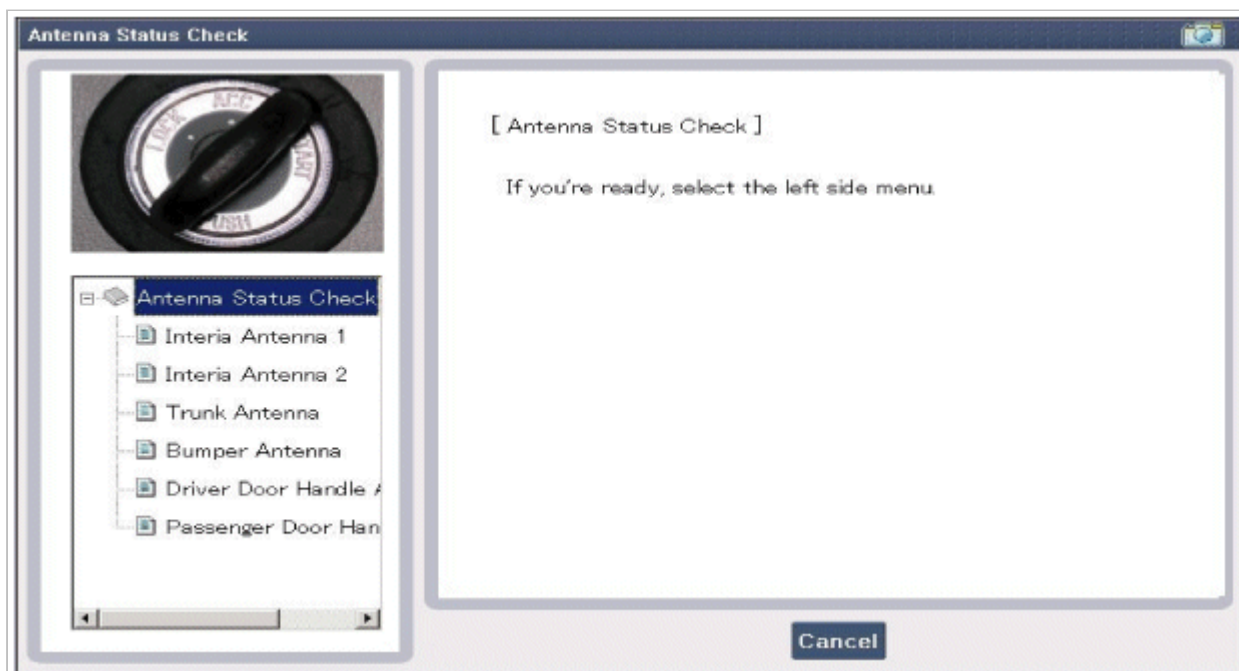 Antenna Status Check
LOCK
ACC
START
PUSH
[ Antenna Status Check ]
If you're ready, select the left side menu.
Antenna Status Check
Interia Antenna 1
Interia Antenna 2
Trunk Antenna
Bumper Antenna
Driver Door Handle
Passenger Door Han
Cancel